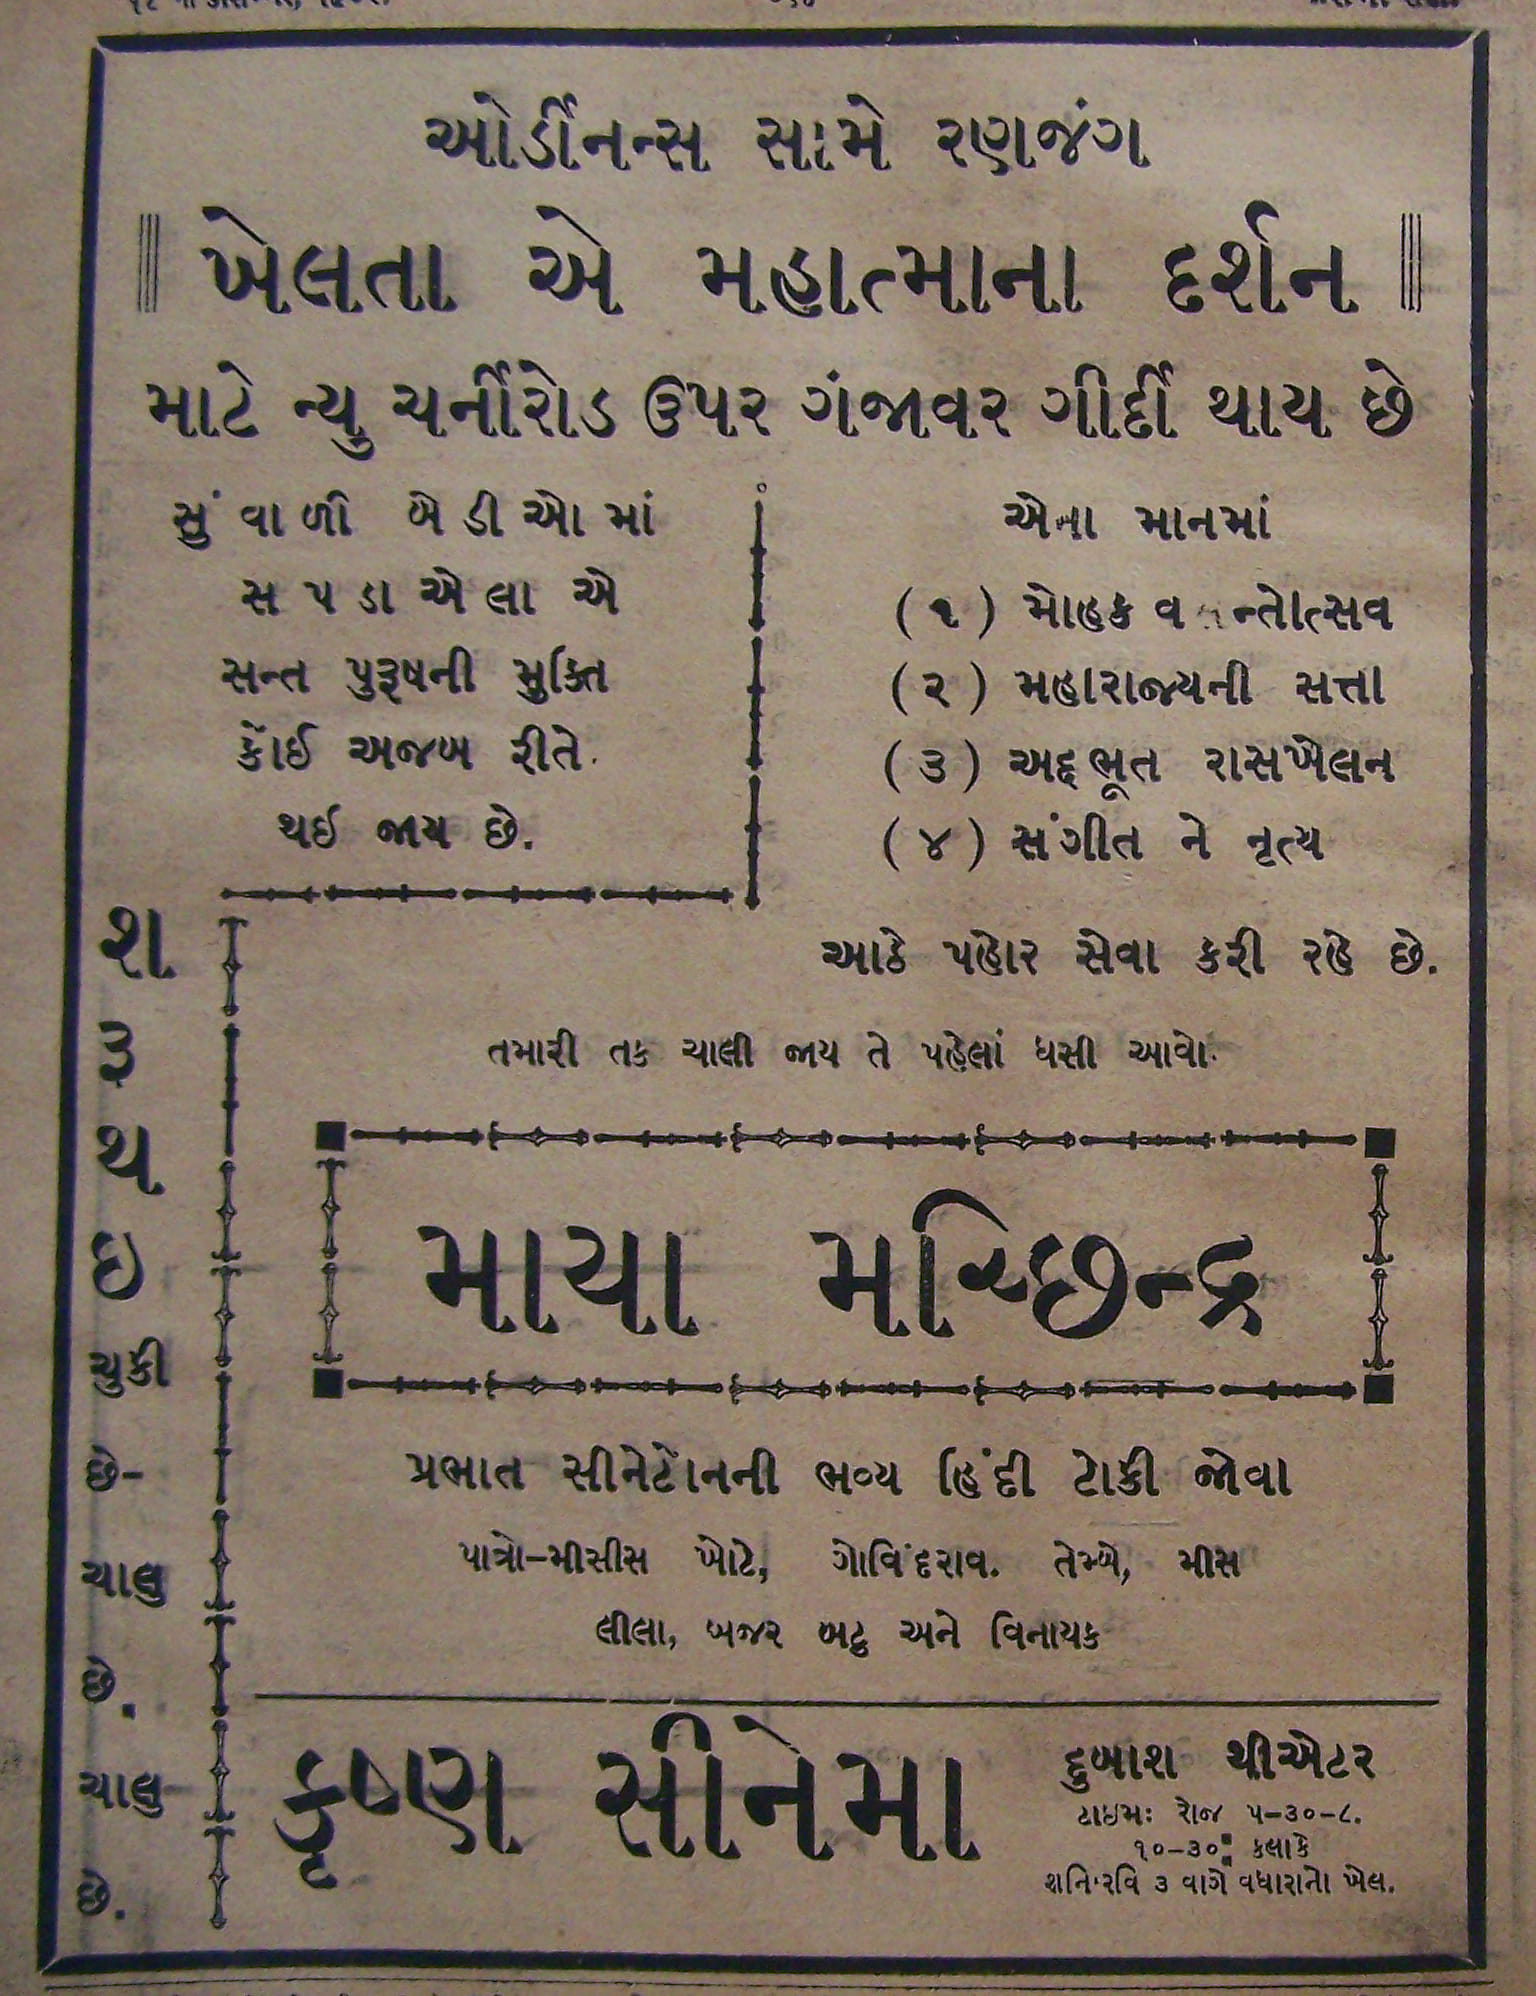 ઓર્ડીનન્સ સામે રણજંગ
ખેલતા એ મહાત્માના દર્શન
માટે ન્યુ ચર્નીરોડ ઉપર ગંજાવર ગીર્દી થાય છે
સુંવાળી બેડીઓમાં
સપડાએલા એ
સન્ત પુરૂષની મુક્તિ
કોંઈ અજબ રીતે
થઇ જાય છે.
એના માનમાં
(૧) મોહક વસન્તોત્સવ
(૨) મહારાજ્યની સત્તા
(૩) અદ્દભૂત રાસખેલન
(૪) સંગીત ને નૃત્ય
આઠે પહોર સેવા કરી રહે છે.
તમારી તક ચાલી જાય તે પહેલાં ધસી આવો.
શ
રૂ
થ
ઇ
ચુકી
છે-
ચાલુ
છે.
ચાલુ
છે.
માયા મચ્છિન્દ્ર
પ્રભાત સીનેટોનની ભવ્ય હિંદી ટોકી જોવા
પાત્રો-મીસીસ ખોટે, ગોવિંદરાવ. તેમ્બે, મીસ
લીલા, બજર બટુ અને વિનાયક
કૃષ્ણ સીનેમા
દુબાશ થીએટર
ટાઇમઃ રોજ ૫-૩૦-૮.
૧૦-૩૦: કલાકે
શનિ·રવિ ૩ વાગે વધારાનો ખેલ.